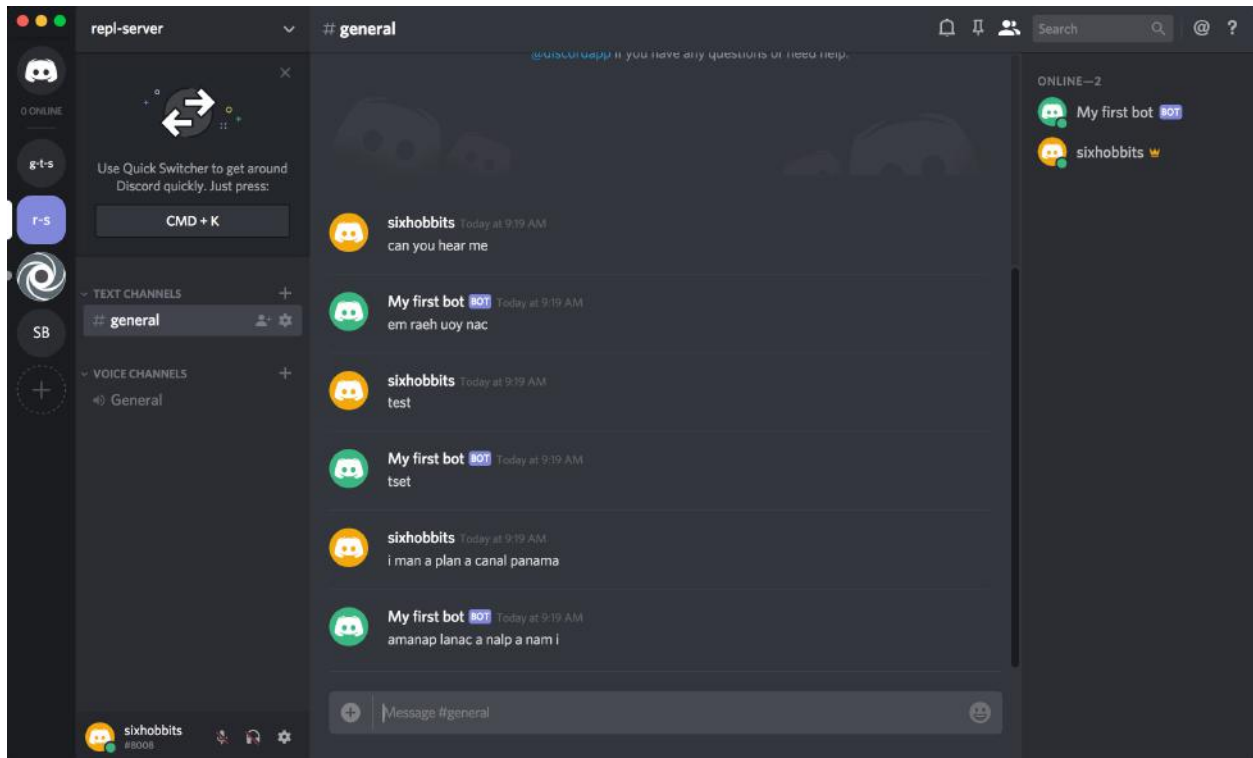 repl-server
# general
Search
@ ?
@discordapp if you have any questions or need help.
0 ONLINE
g-t-s
r-s
SB
+
Use Quick Switcher to get around
Discord quickly. Just press:
CMD + K
TEXT CHANNELS +
# general
VOICE CHANNELS +
General
sixhobbits Today at 9:19 AM
can you hear me
My first bot BOT Today at 9:19 AM
em raeh uoy nac
sixhobbits Today at 9:19 AM
test
My first bot BOT Today at 9:19 AM
tset
sixhobbits Today at 9:19 AM
i man a plan a canal panama
My first bot BOT Today at 9:19 AM
amanap lanac a nalp a nam i
Message #general
ONLINE—2
My first bot BOT
sixhobbits
sixhobbits
#8008